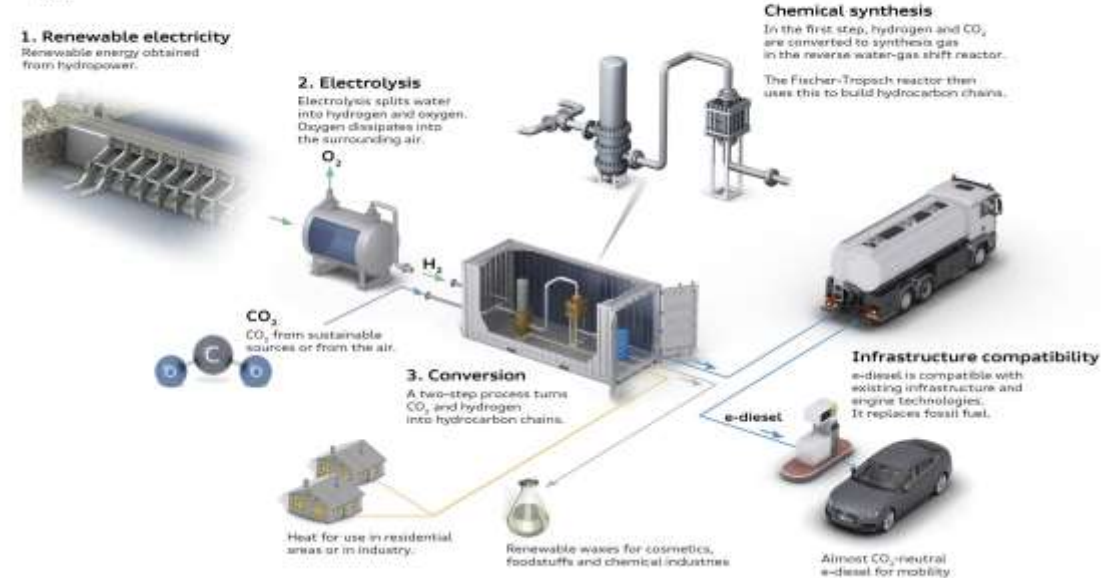 1. Renewable electricity
Renewable energy obtained
from hydropower.
2. Electrolysis
Electrolysis splits water
into hydrogen and oxygen.
Oxygen dissipates into
the surrounding air.
O₂
H₂
CO₂
CO₂ from sustainable
sources or from the air.
C
3. Conversion
A two-step process turns
CO₂ and hydrogen
into hydrocarbon chains.
Chemical synthesis
In the first step, hydrogen and CO₂
are converted to synthesis gas
in the reverse water-gas shift reactor.
The Fischer-Tropsch reactor then
uses this to build hydrocarbon chains.
Infrastructure compatibility
e-diesel is compatible with
existing infrastructure and
engine technologies.
It replaces fossil fuel.
e-diesel
Heat for use in residential
areas or in industry.
Renewable waxes for cosmetics,
foodstuffs and chemical industries
Almost CO₂-neutral
e-diesel for mobility